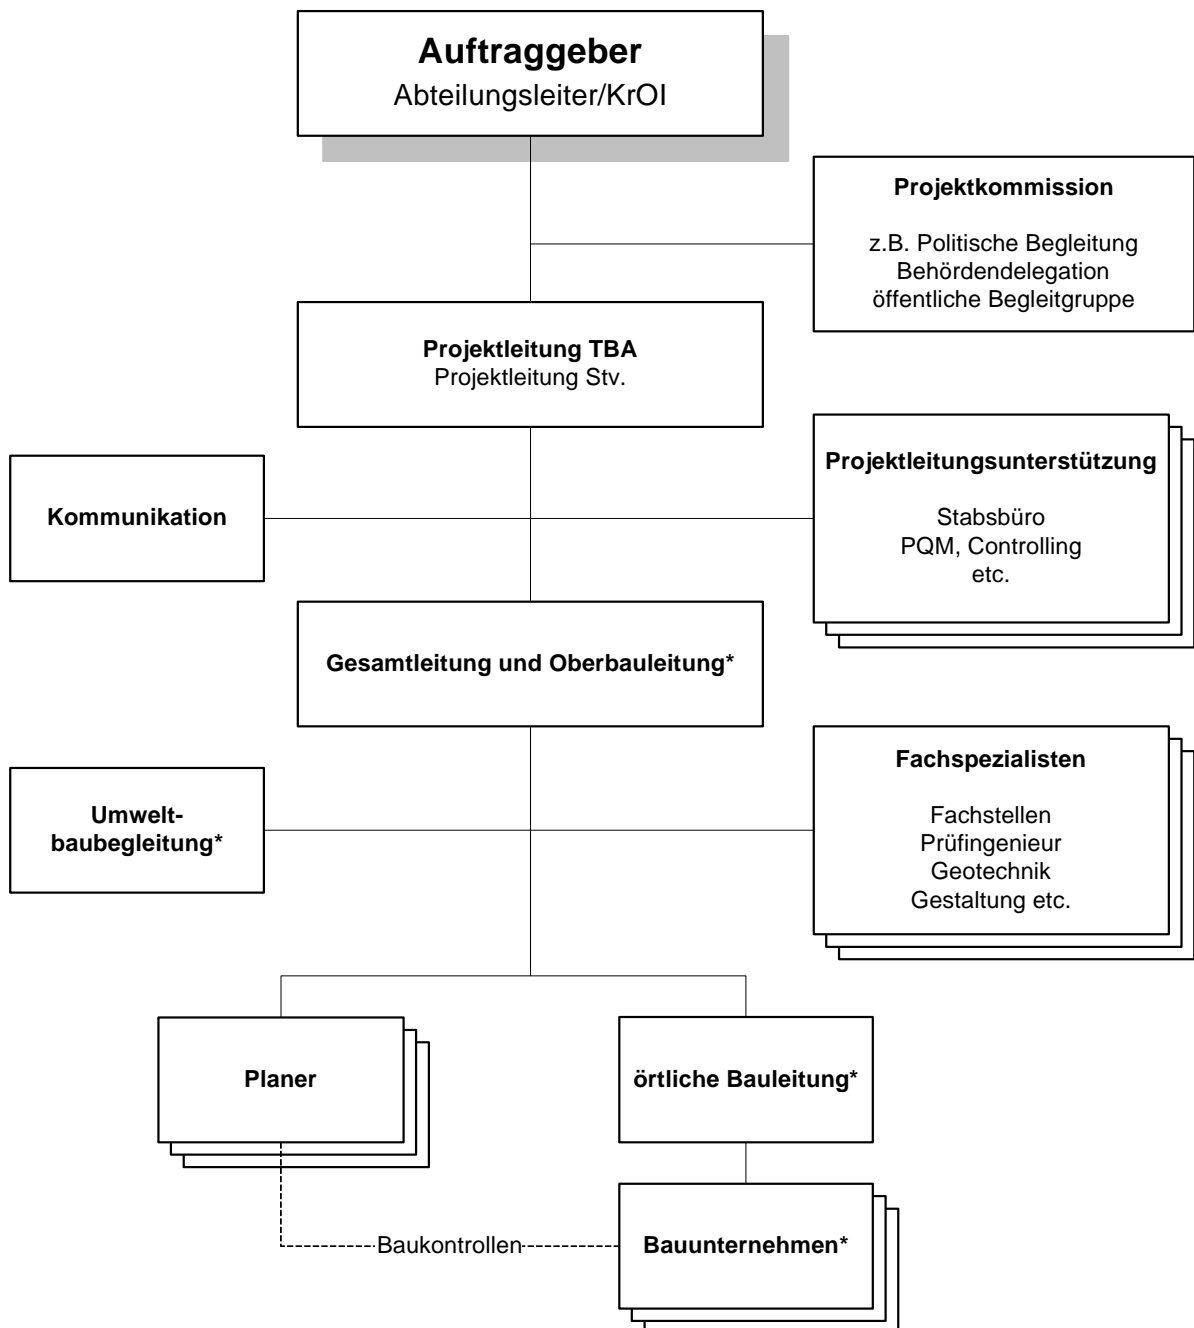 Auftraggeber
Abteilungsleiter/KrOI
Projektkommission
z.B. Politische Begleitung
Behördendelegation
öffentliche Begleitgruppe
Projektleitung TBA
Projektleitung Stv.
Kommunikation
Projektleitungsunterstützung
Stabsbüro
PQM, Controlling
etc.
Gesamtleitung und Oberbauleitung*
Umwelt-
baubegleitung*
Fachspezialisten
Fachstellen
Prüfingenieur
Geotechnik
Gestaltung etc.
Planer
örtliche Bauleitung*
Baukontrollen
Bauunternehmen*